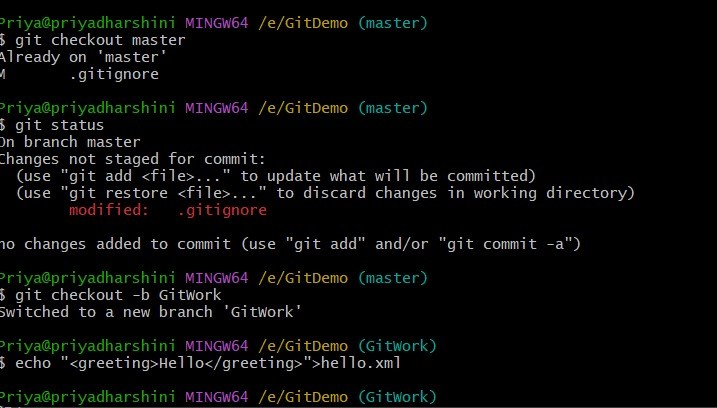 Priya@priyadharshini MINGW64 /e/GitDemo (master)
$ git checkout master
Already on 'master'
M       .gitignore
Priya@priyadharshini MINGW64 /e/GitDemo (master)
$ git status
On branch master
Changes not staged for commit:
  (use "git add <file>..." to update what will be committed)
  (use "git restore <file>..." to discard changes in working directory)
        modified:   .gitignore
no changes added to commit (use "git add" and/or "git commit -a")
Priya@priyadharshini MINGW64 /e/GitDemo (master)
$ git checkout -b GitWork
Switched to a new branch 'GitWork'
Priya@priyadharshini MINGW64 /e/GitDemo (GitWork)
$ echo "<greeting>Hello</greeting>">hello.xml
Priya@priyadharshini MINGW64 /e/GitDemo (GitWork)